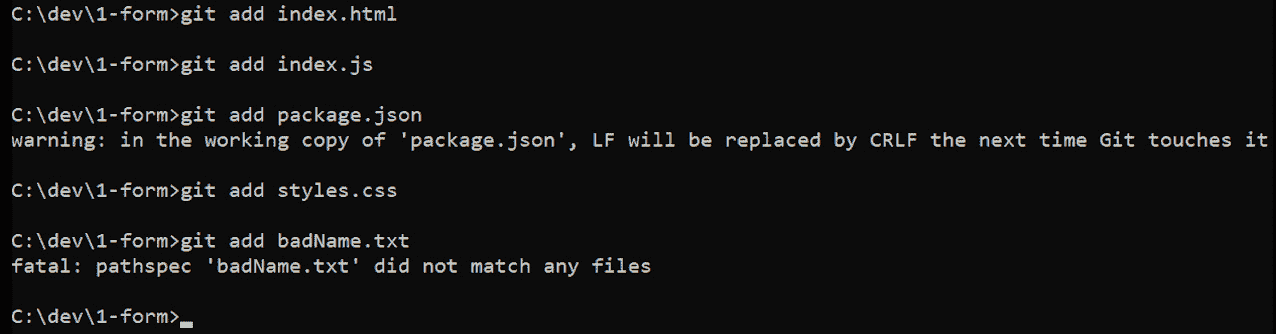 C:\dev\1-form>git add index.html
C:\dev\1-form>git add index.js
C:\dev\1-form>git add package.json
warning: in the working copy of 'package.json', LF will be replaced by CRLF the next time Git touches it
C:\dev\1-form>git add styles.css
C:\dev\1-form>git add badName.txt
fatal: pathspec 'badName.txt' did not match any files
C:\dev\1-form>